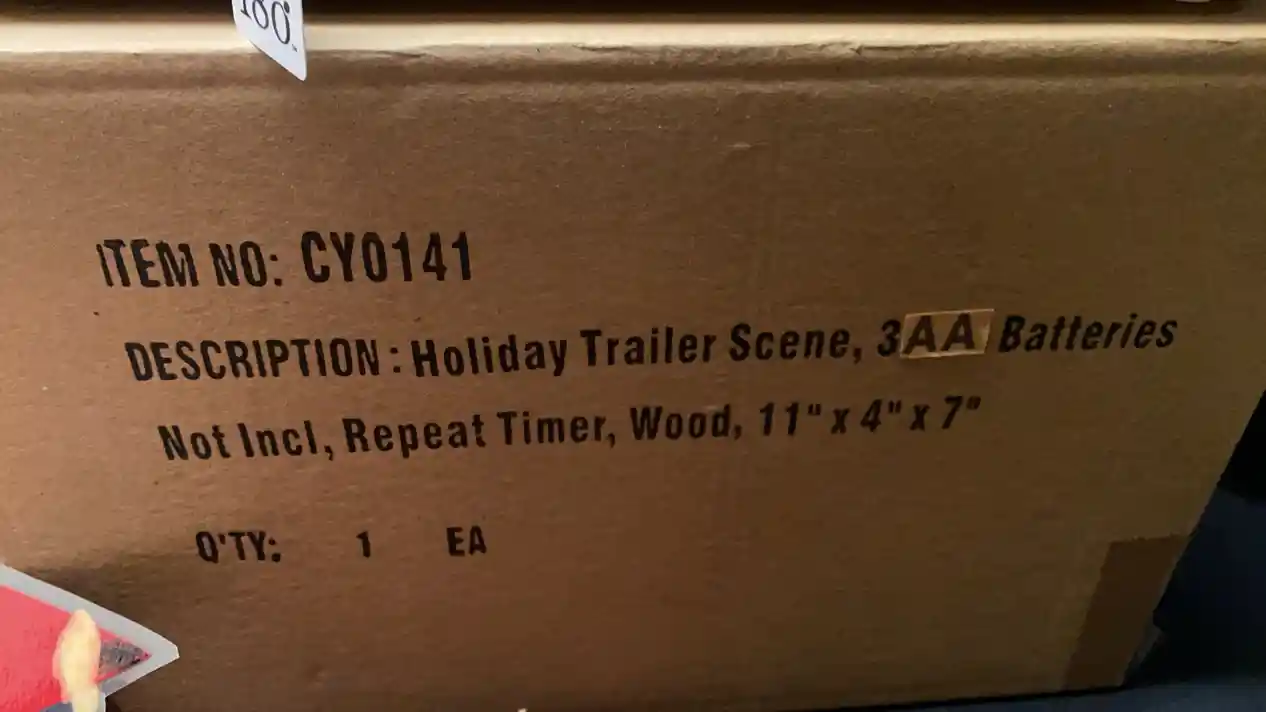 180°
ITEM NO: CY0141
DESCRIPTION: Holiday Trailer Scene, 3AA Batteries
Not Incl, Repeat Timer, Wood, 11" x 4" x 7"
Q'TY: 1 EA